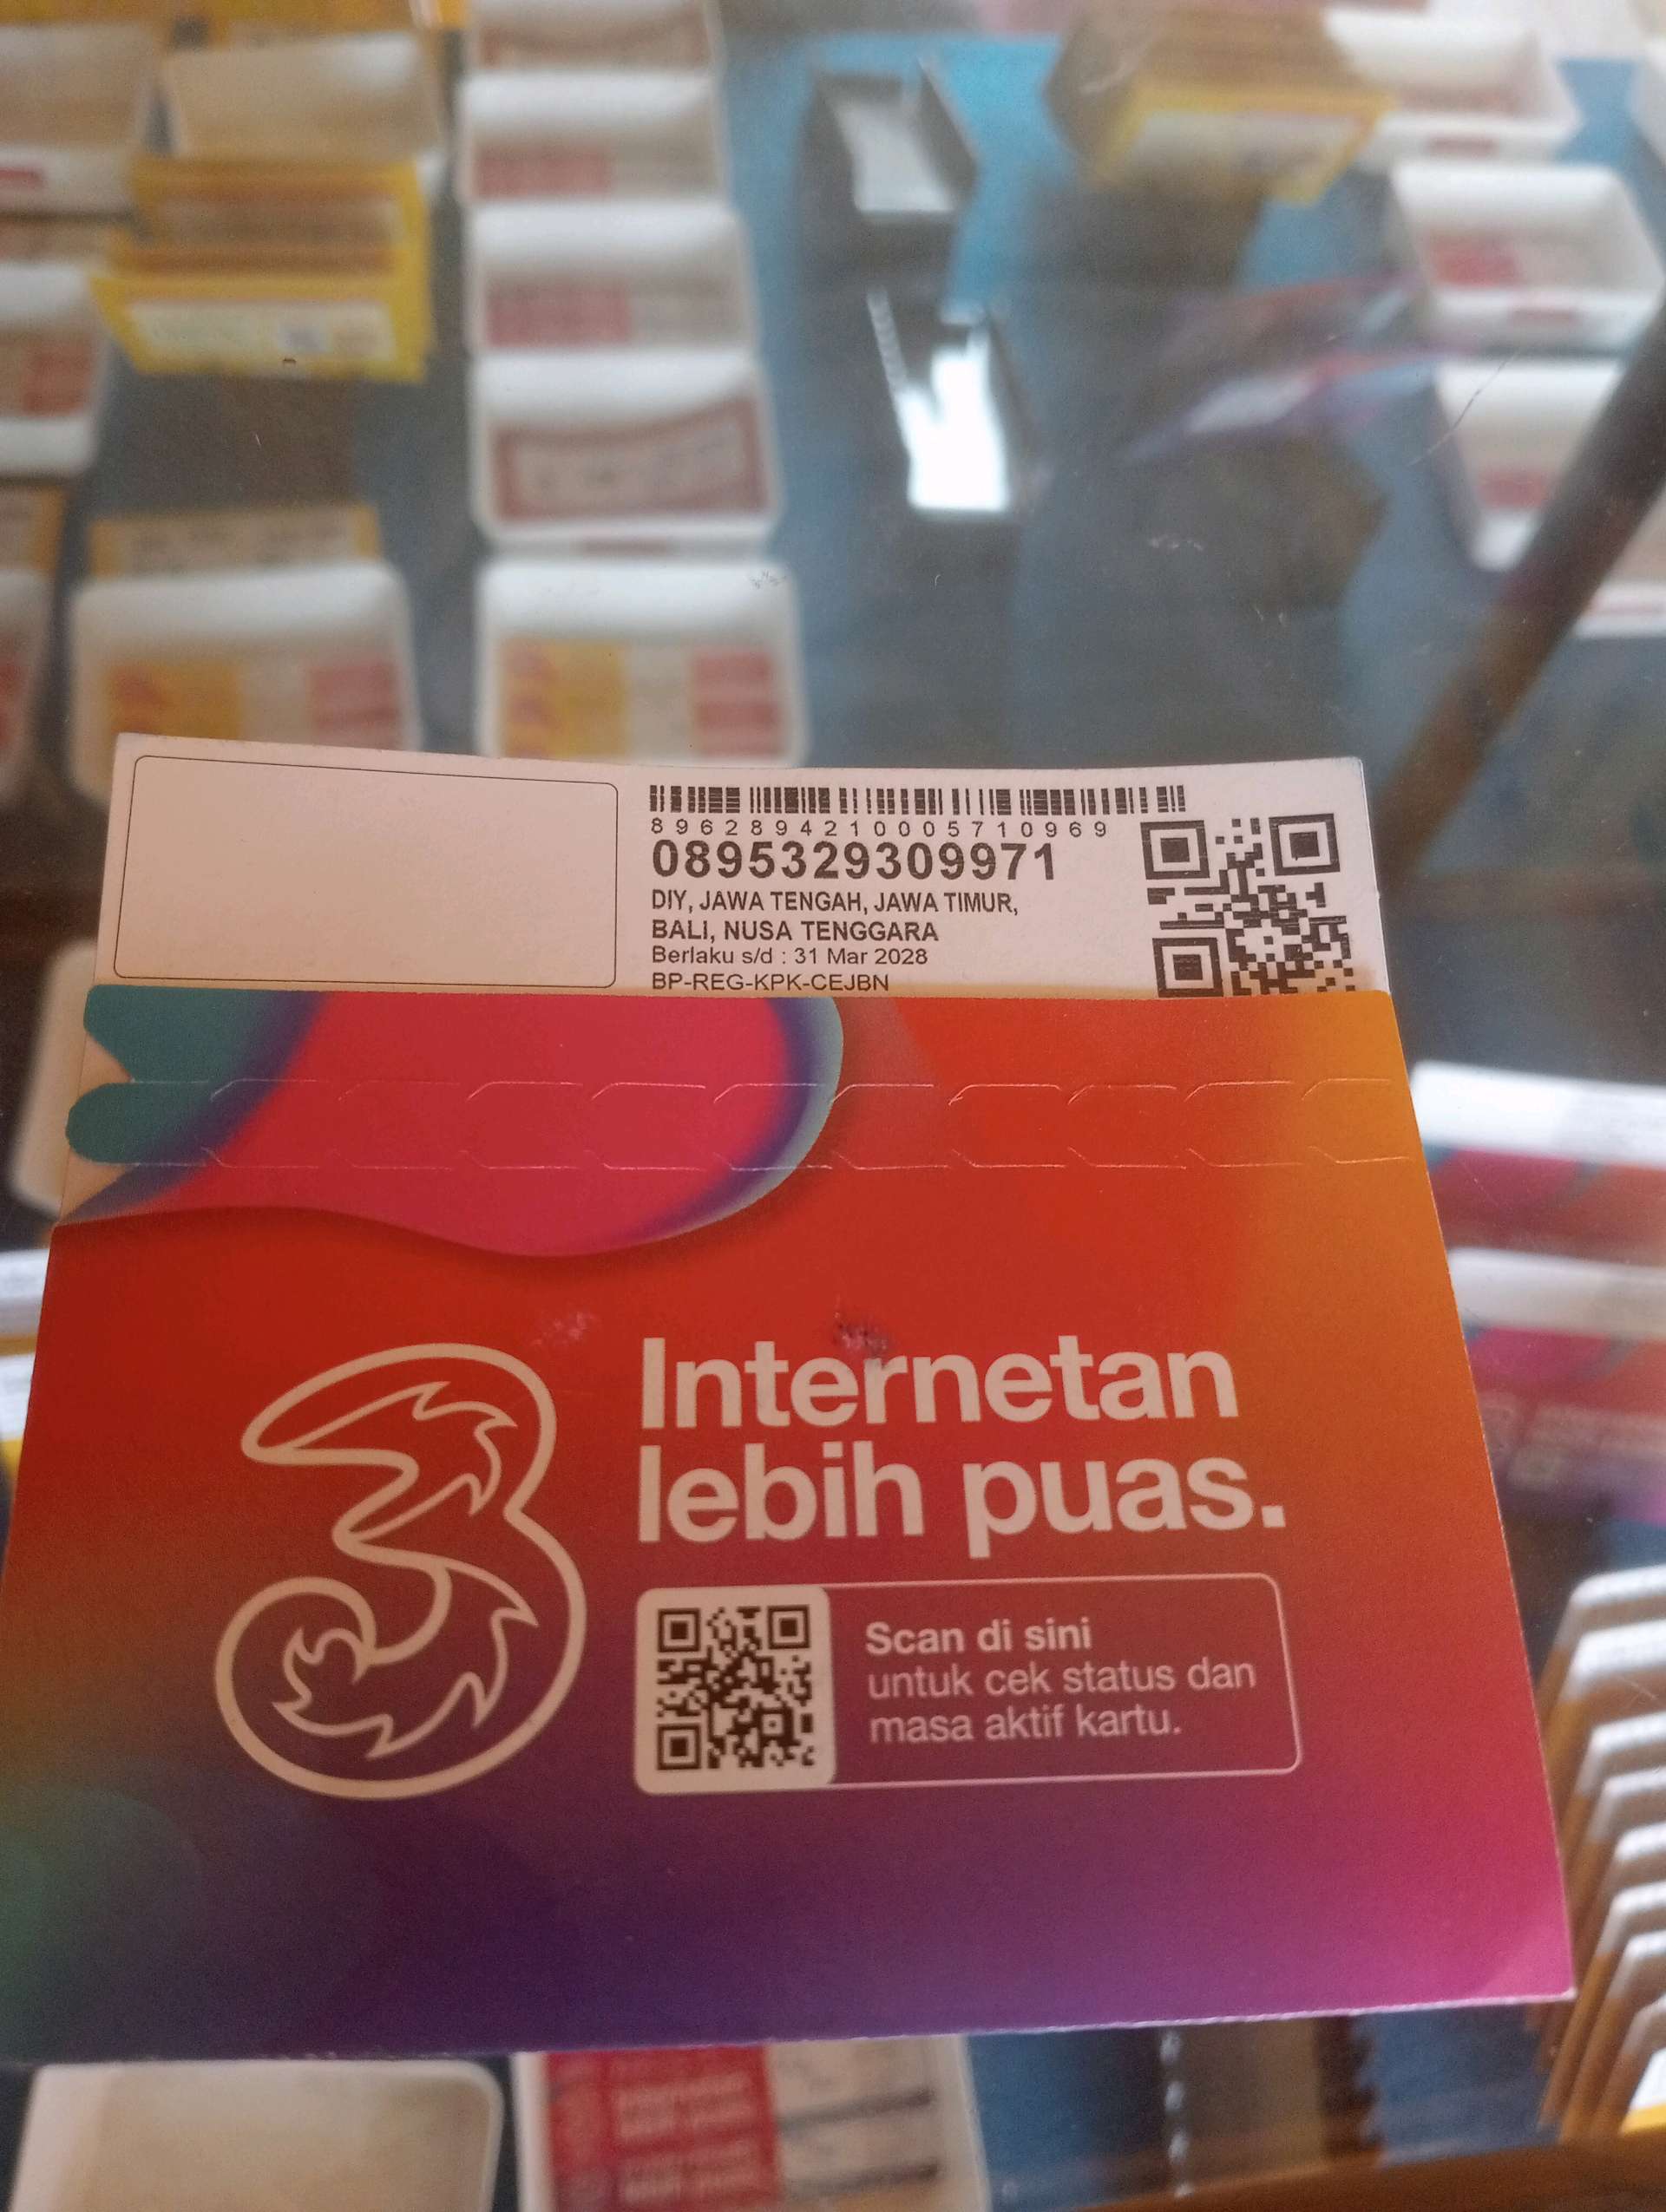 8962894210005710969
0895329309971
DIY, JAWA TENGAH, JAWA TIMUR,
BALI, NUSA TENGGARA
Berlaku s/d : 31 Mar 2028
BP-REG-KPK-CEJBN
3
Internetan
lebih puas.
Scan di sini
untuk cek status dan
masa aktif kartu.